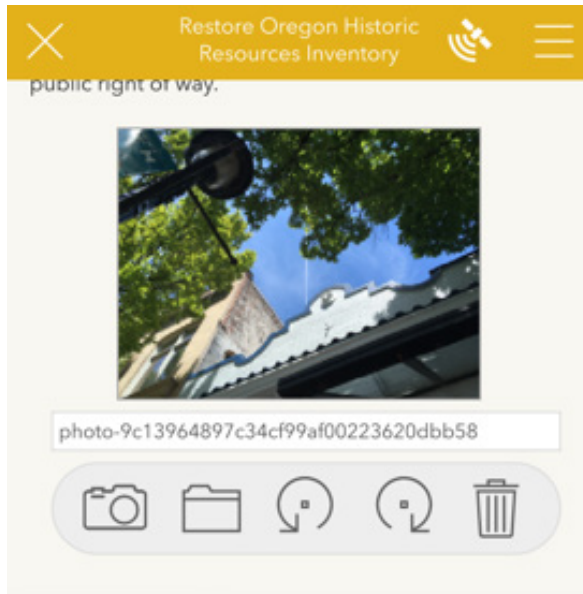 Restore Oregon Historic
Resources Inventory
public right of way.
photo-9c13964897c34cf99af00223620dbb58